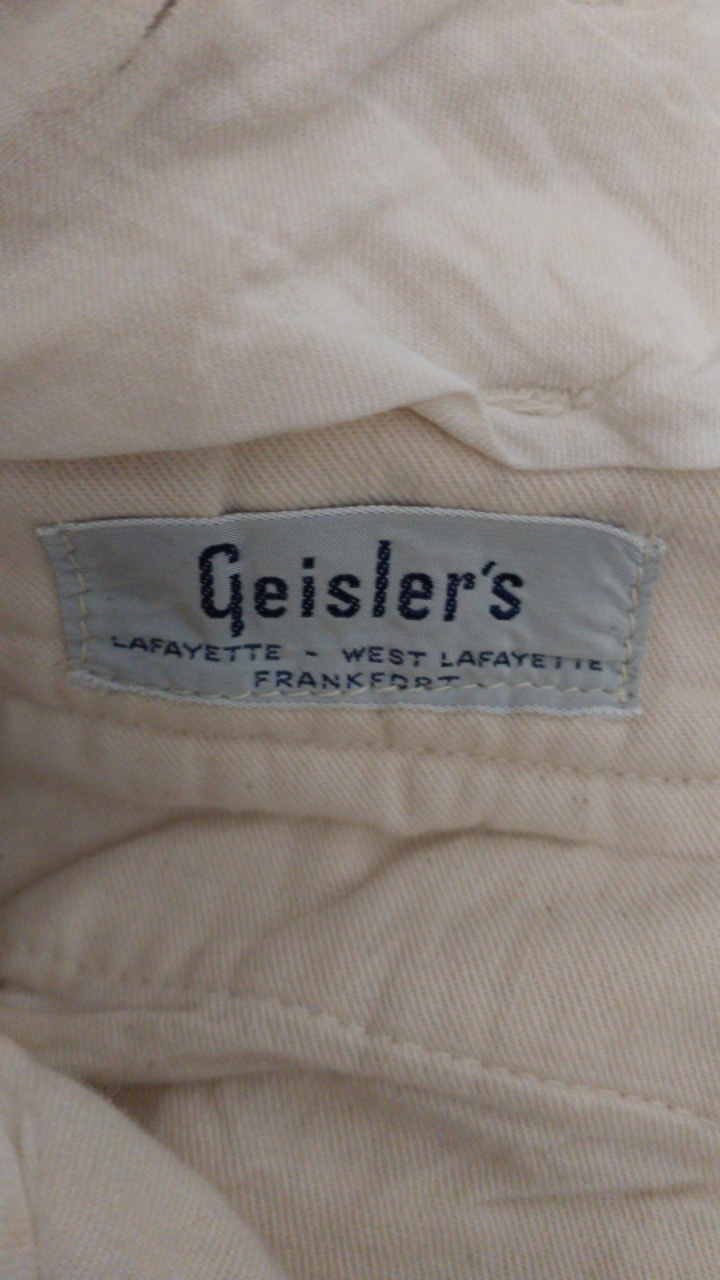 Geisler's
LAFAYETTE - WEST LAFAYETTE
FRANKFORT